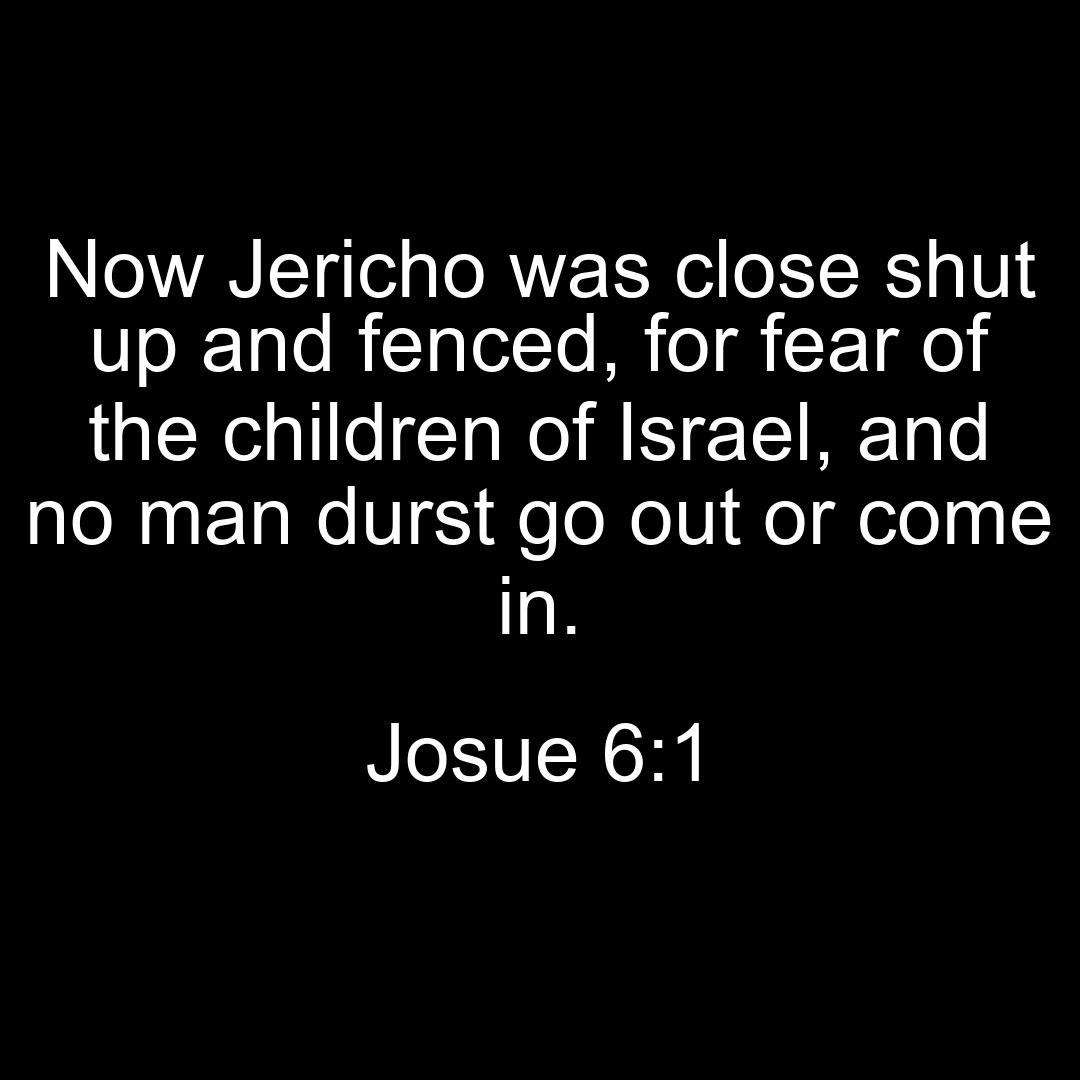 Now Jericho was close shut
up and fenced, for fear of
the children of Israel, and
no man durst go out or come
in.
Josue 6:1